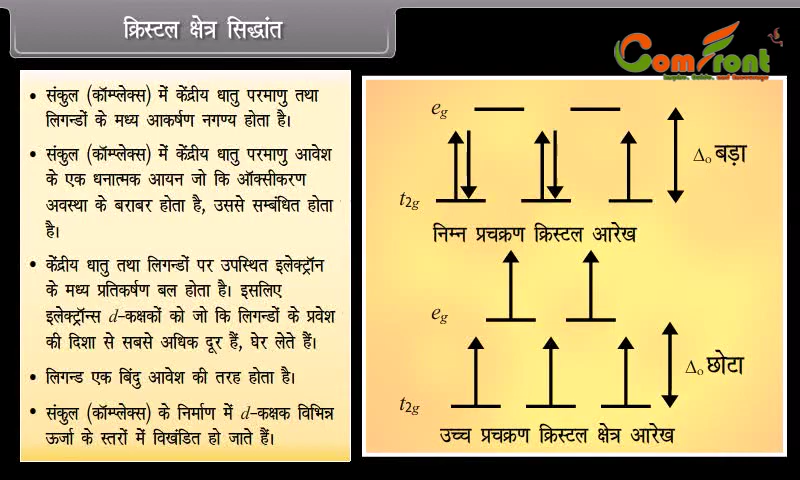 क्रिस्टल क्षेत्र सिद्धांत
ComFront
• संकुल (कॉम्प्लेक्स) में केंद्रीय धातु परमाणु तथा
लिगन्डों के मध्य आकर्षण नगण्य होता है।
• संकुल (कॉम्प्लेक्स) में केंद्रीय धातु परमाणु आवेश
के एक धनात्मक आयन जो कि ऑक्सीकरण
अवस्था के बराबर होता है, उससे सम्बंधित होता
है।
• केंद्रीय धातु तथा लिगन्डों पर उपस्थित इलेक्ट्रॉन
के मध्य प्रतिकर्षण बल होता है। इसलिए
इलेक्ट्रॉन्स d-कक्षकों को जो कि लिगन्डों के प्रवेश
की दिशा से सबसे अधिक दूर हैं, घेर लेते हैं।
• लिगन्ड एक बिंदु आवेश की तरह होता है।
• संकुल (कॉम्प्लेक्स) के निर्माण में d-कक्षक विभिन्न
ऊर्जा के स्तरों में विखंडित हो जाते हैं।
eg
Δo बड़ा
t2g
निम्न प्रचक्रण क्रिस्टल आरेख
eg
Δo छोटा
t2g
उच्च प्रचक्रण क्रिस्टल क्षेत्र आरेख